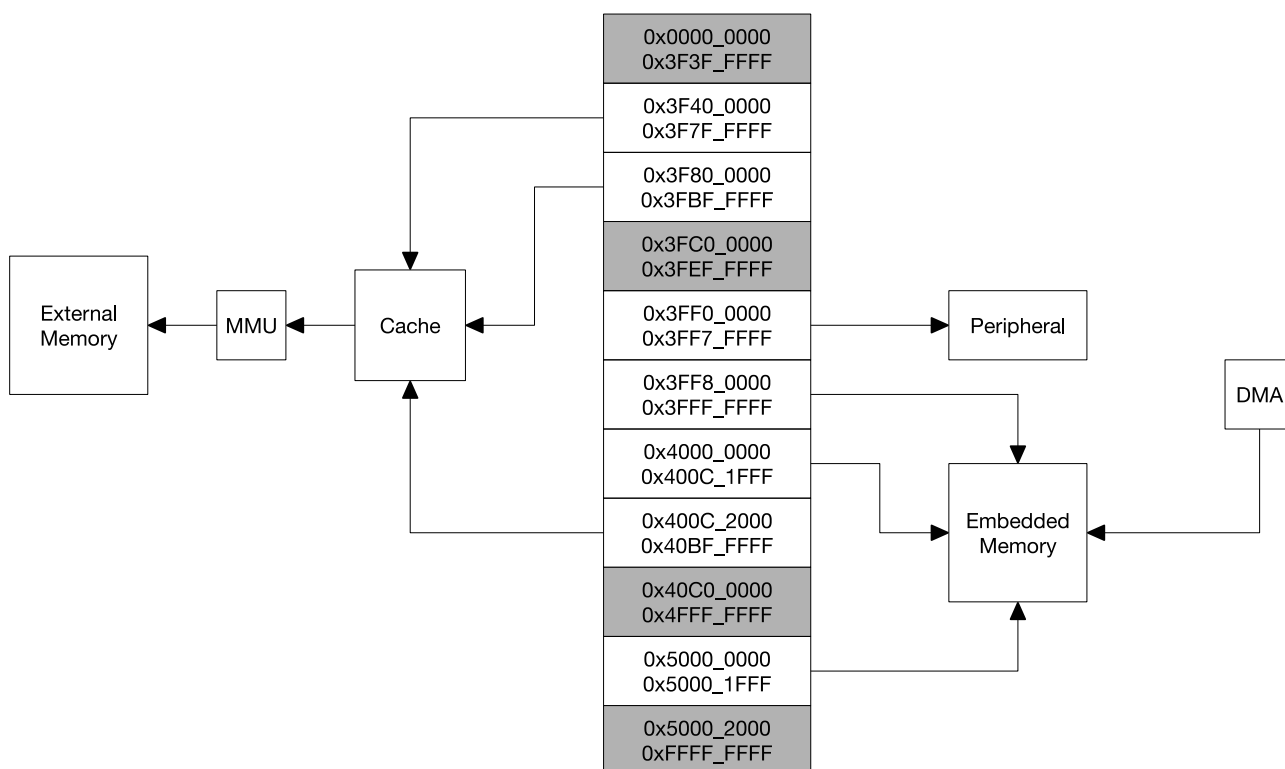 0x0000_0000
0x3F3F_FFFF
0x3F40_0000
0x3F7F_FFFF
0x3F80_0000
0x3FBF_FFFF
0x3FC0_0000
0x3FEF_FFFF
0x3FF0_0000
0x3FF7_FFFF
0x3FF8_0000
0x3FFF_FFFF
0x4000_0000
0x400C_1FFF
0x400C_2000
0x40BF_FFFF
0x40C0_0000
0x4FFF_FFFF
0x5000_0000
0x5000_1FFF
0x5000_2000
0xFFFF_FFFF
External
Memory
MMU
Cache
Peripheral
DMA
Embedded
Memory